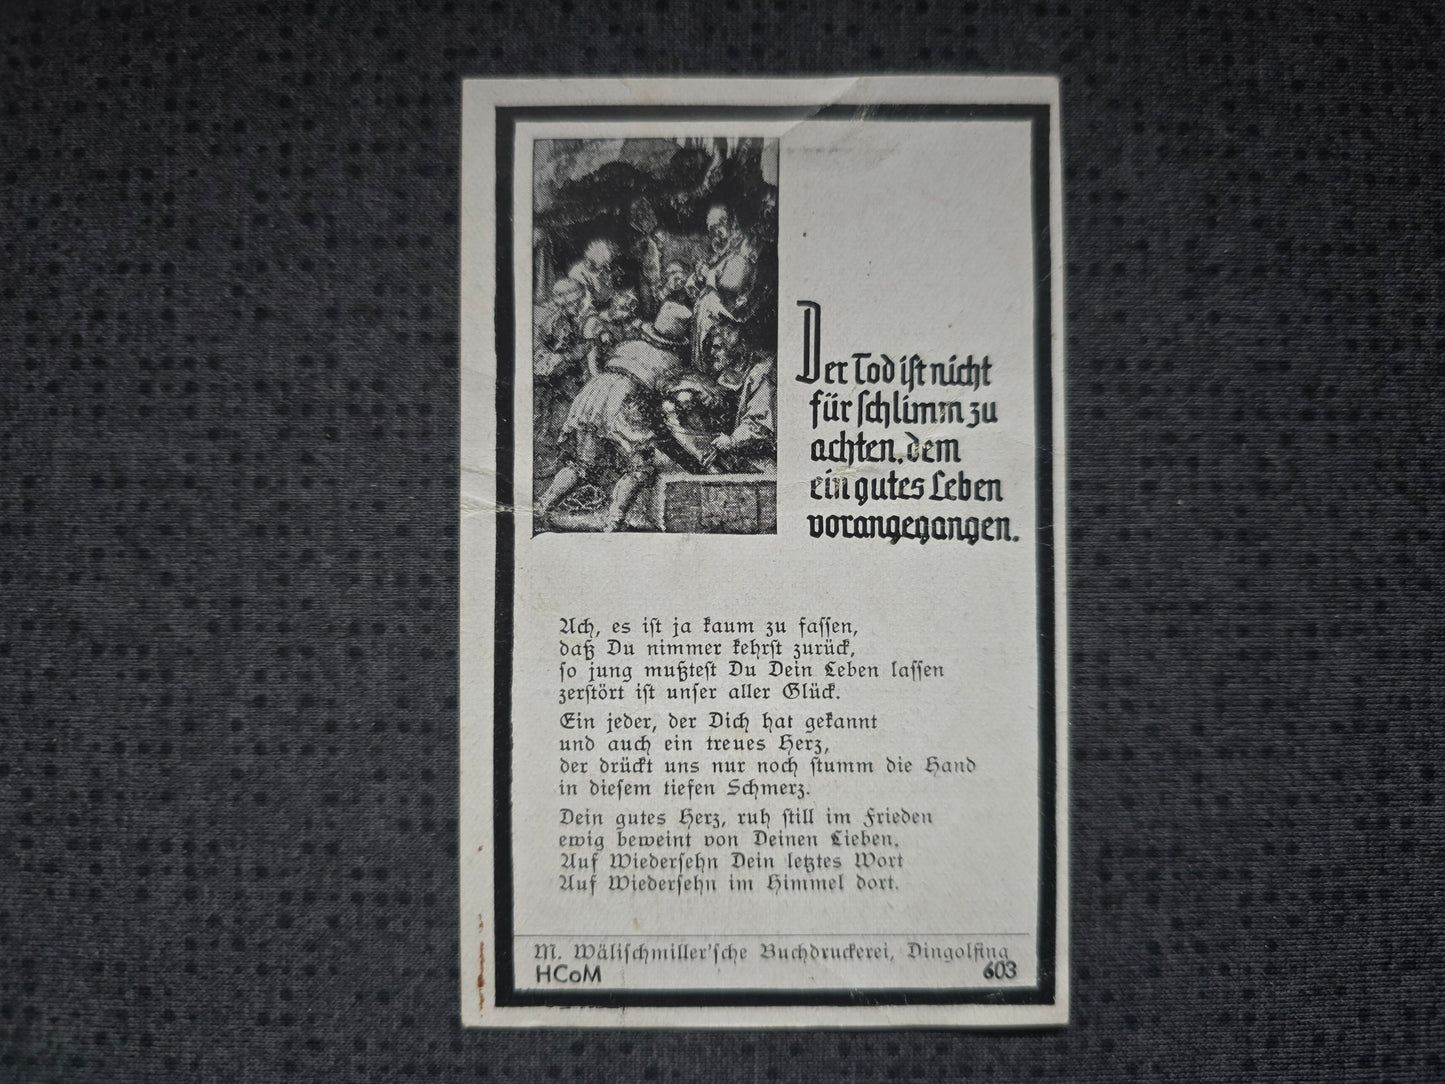 Der Tod ist nicht
für schlimm zu
achten, dem
ein gutes Leben
vorangegangen.
Ach, es ist ja kaum zu fassen,
daß Du nimmer kehrst zurück,
so jung mußtest Du Dein Leben lassen
zerstört ist unser aller Glück.
Ein jeder, der Dich hat gekannt
und auch ein treues Herz,
der drückt uns nur noch stumm die Hand
in diesem tiefen Schmerz.
Dein gutes Herz, ruh still im Frieden
ewig beweint von Deinen Lieben.
Auf Wiedersehn Dein letztes Wort
Auf Wiedersehn im Himmel dort.
M. Wälischmiller'sche Buchdruckerei, Dingolfing
HCoM 603